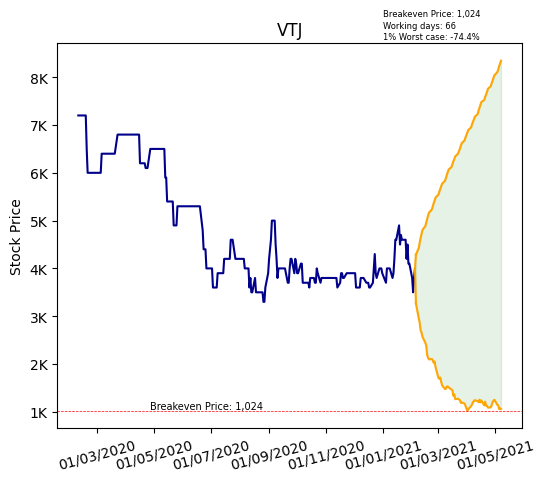 Breakeven Price: 1,024
Working days: 66
1% Worst case: -74.4%
VTJ
Stock Price
8K
7K
6K
5K
4K
3K
2K
1K
Breakeven Price: 1,024
01/03/2020
01/05/2020
01/07/2020
01/09/2020
01/11/2020
01/01/2021
01/03/2021
01/05/2021